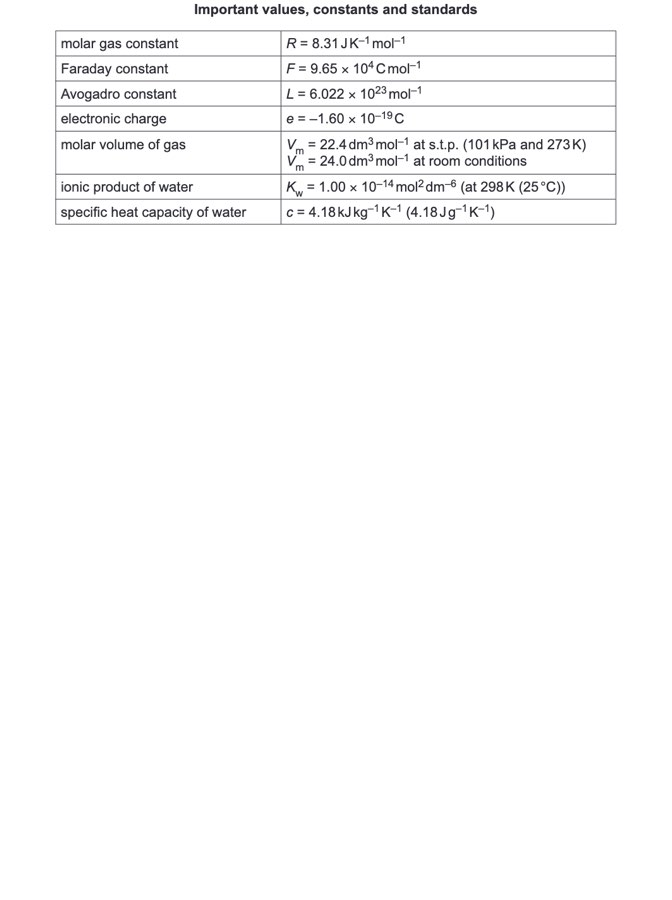 Important values, constants and standards
molar gas constant R = 8.31 J K⁻¹ mol⁻¹
Faraday constant F = 9.65 × 10⁴ C mol⁻¹
Avogadro constant L = 6.022 × 10²³ mol⁻¹
electronic charge e = −1.60 × 10⁻¹⁹ C
molar volume of gas Vₘ = 22.4 dm³ mol⁻¹ at s.t.p. (101 kPa and 273 K)
Vₘ = 24.0 dm³ mol⁻¹ at room conditions
ionic product of water K_w = 1.00 × 10⁻¹⁴ mol² dm⁻⁶ (at 298 K (25 °C))
specific heat capacity of water c = 4.18 kJ kg⁻¹ K⁻¹ (4.18 J g⁻¹ K⁻¹)